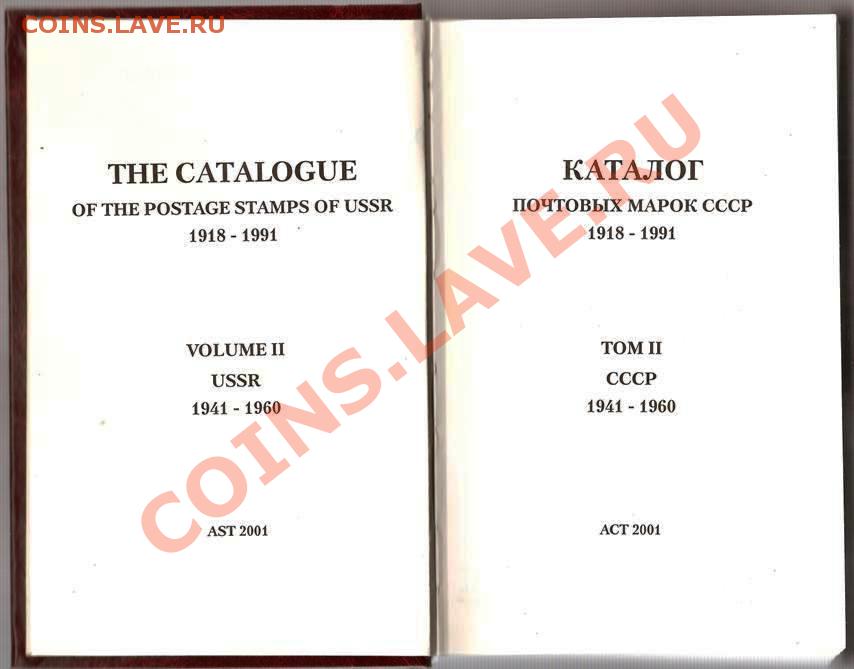 COINS.LAVE.RU
THE CATALOGUE
OF THE POSTAGE STAMPS OF USSR
1918 - 1991
VOLUME II
USSR
1941 - 1960
AST 2001
КАТАЛОГ
ПОЧТОВЫХ МАРОК СССР
1918 - 1991
ТОМ II
СССР
1941 - 1960
АСТ 2001
COINS.LAVE.RU